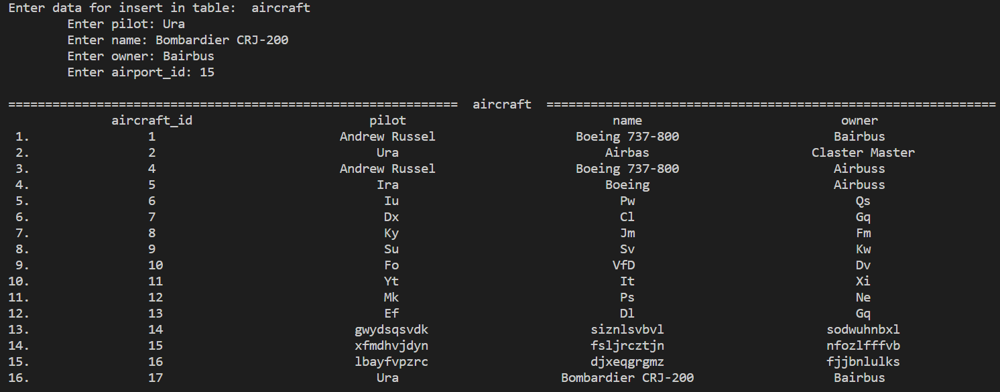 Enter data for insert in table:  aircraft
Enter pilot: Ura
Enter name: Bombardier CRJ-200
Enter owner: Bairbus
Enter airport_id: 15
=============================================================  aircraft  =============================================================
aircraft_id pilot name owner
1. 1 Andrew Russel Boeing 737-800 Bairbus
2. 2 Ura Airbas Claster Master
3. 4 Andrew Russel Boeing 737-800 Airbuss
4. 5 Ira Boeing Airbuss
5. 6 Iu Pw Qs
6. 7 Dx Cl Gq
7. 8 Ky Jm Fm
8. 9 Su Sv Kw
9. 10 Fo VfD Dv
10. 11 Yt It Xi
11. 12 Mk Ps Ne
12. 13 Ef Dl Gq
13. 14 gwydsqsvdk siznlsvbvl sodwuhnbxl
14. 15 xfmdhvjdyn fsljrcztjn nfozlfffvb
15. 16 lbayfvpzrc djxeqgrgmz fjjbnlulks
16. 17 Ura Bombardier CRJ-200 Bairbus